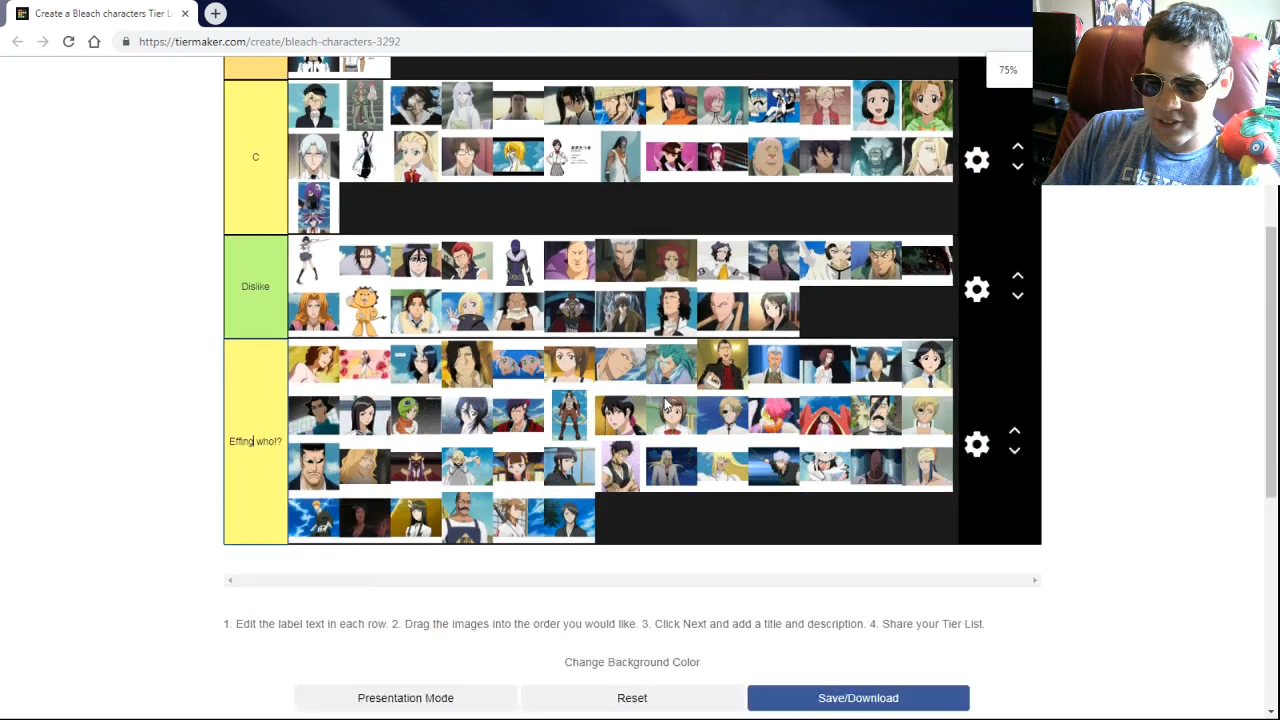 Create a Bleach characters Tier Li
https://tiermaker.com/create/bleach-characters-3292
75%
C
Dislike
Effing who!?
1. Edit the label text in each row. 2. Drag the images into the order you would like. 3. Click Next and add a title and description. 4. Share your Tier List.
Change Background Color
Presentation Mode
Reset
Save/Download